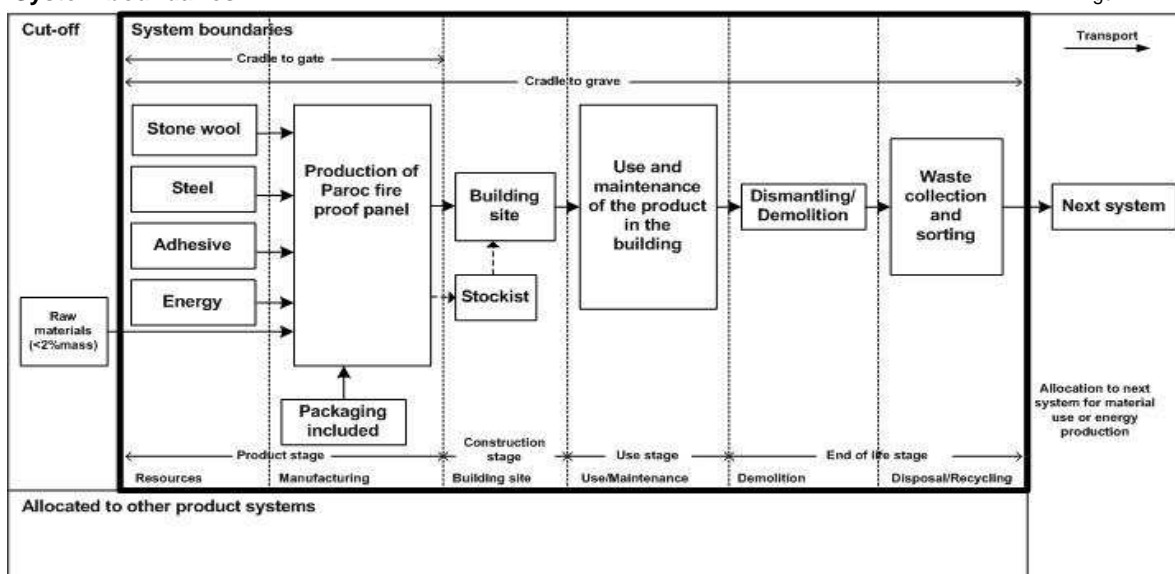 Cut-off
System boundaries
Transport
Cradle to gate
Cradle to grave
Stone wool
Steel
Adhesive
Energy
Raw
materials
(<2%mass)
Production of
Paroc fire
proof panel
Packaging
included
Building
site
Stockist
Use and
maintenance
of the product
in the
building
Dismantling/
Demolition
Waste
collection
and
sorting
Next system
Allocation to next
system for material
use or energy
production
Product stage
Construction
stage
Use stage
End of life stage
Resources
Manufacturing
Building site
Use/Maintenance
Demolition
Disposal/Recycling
Allocated to other product systems